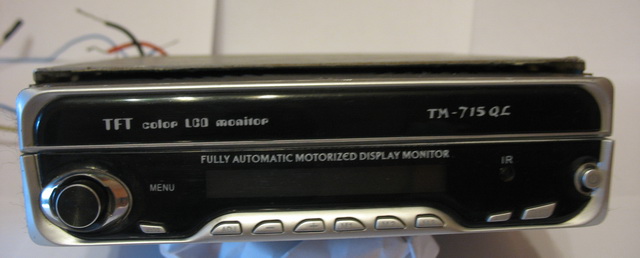 TFT color LCD monitor
TM-715QL
FULLY AUTOMATIC MOTORIZED DISPLAY MONITOR
IR
MENU